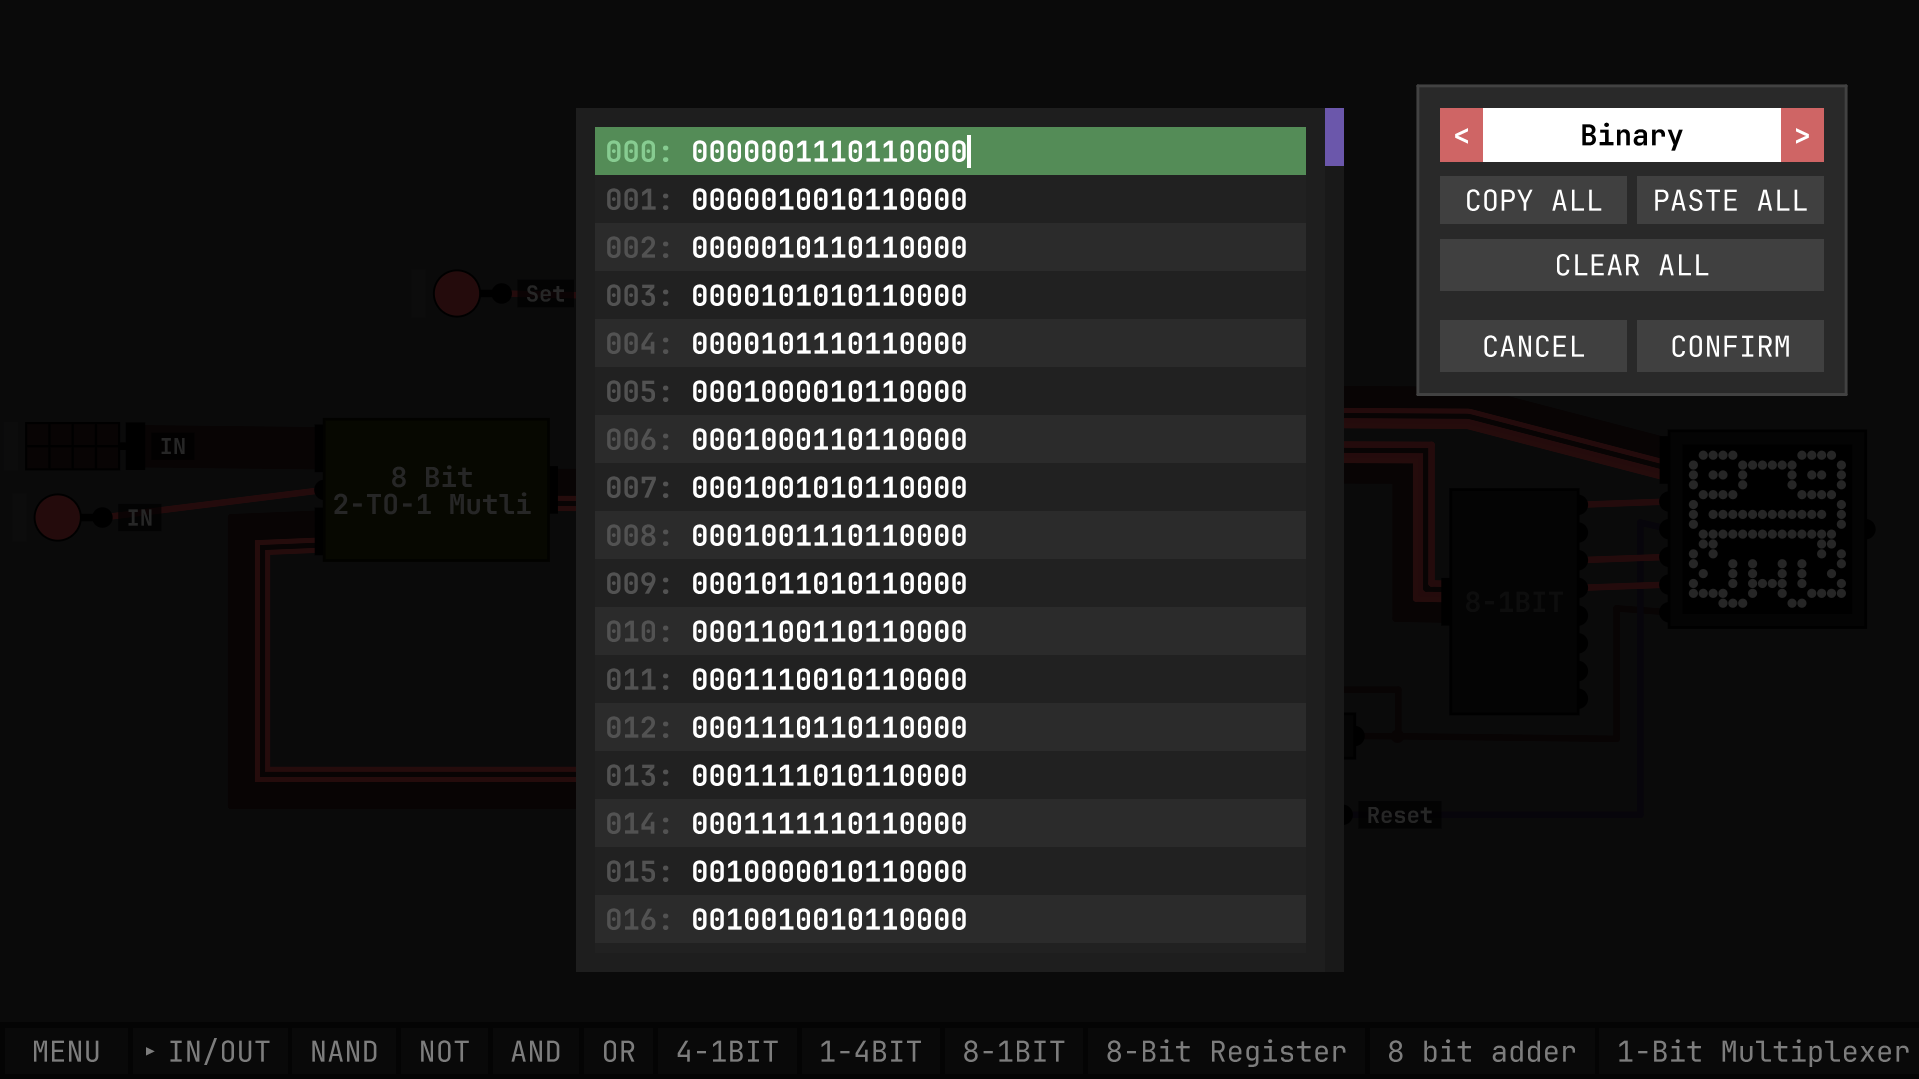 < Binary >
COPY ALL PASTE ALL
CLEAR ALL
CANCEL CONFIRM
000: 0000001110110000
001: 0000010010110000
002: 0000010110110000
003: 0000101010110000
004: 0000101110110000
005: 0001000010110000
006: 0001000110110000
007: 0001001010110000
008: 0001001110110000
009: 0001011010110000
010: 0001100110110000
011: 0001110010110000
012: 0001110110110000
013: 0001111010110000
014: 0001111110110000
015: 0010000010110000
016: 0010010010110000
Set
IN
IN
8 Bit
2-TO-1 Mutli
8-1BIT
Reset
MENU ▸ IN/OUT NAND NOT AND OR 4-1BIT 1-4BIT 8-1BIT 8-Bit Register 8 bit adder 1-Bit Multiplexer